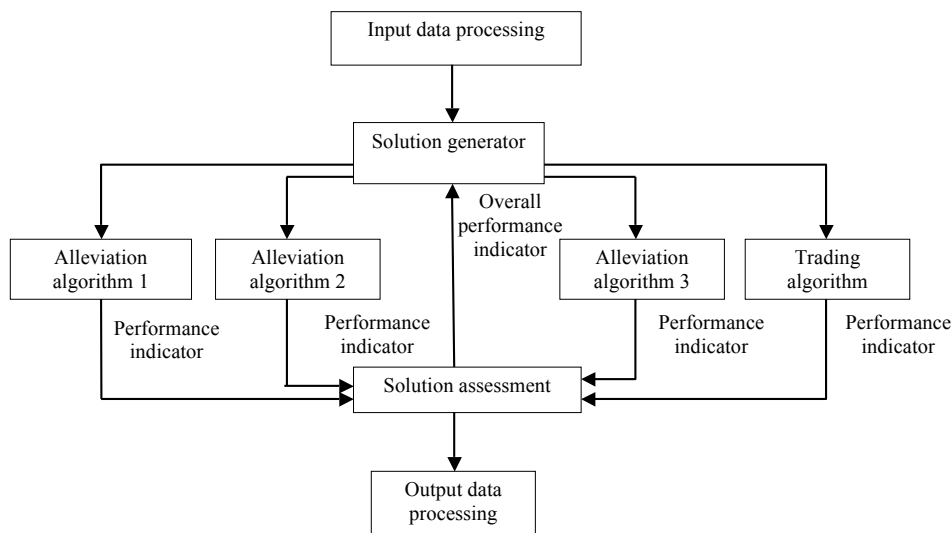 Input data processing
Solution generator
Overall
performance
indicator
Alleviation
algorithm 1
Alleviation
algorithm 2
Alleviation
algorithm 3
Trading
algorithm
Performance
indicator
Performance
indicator
Performance
indicator
Performance
indicator
Solution assessment
Output data
processing